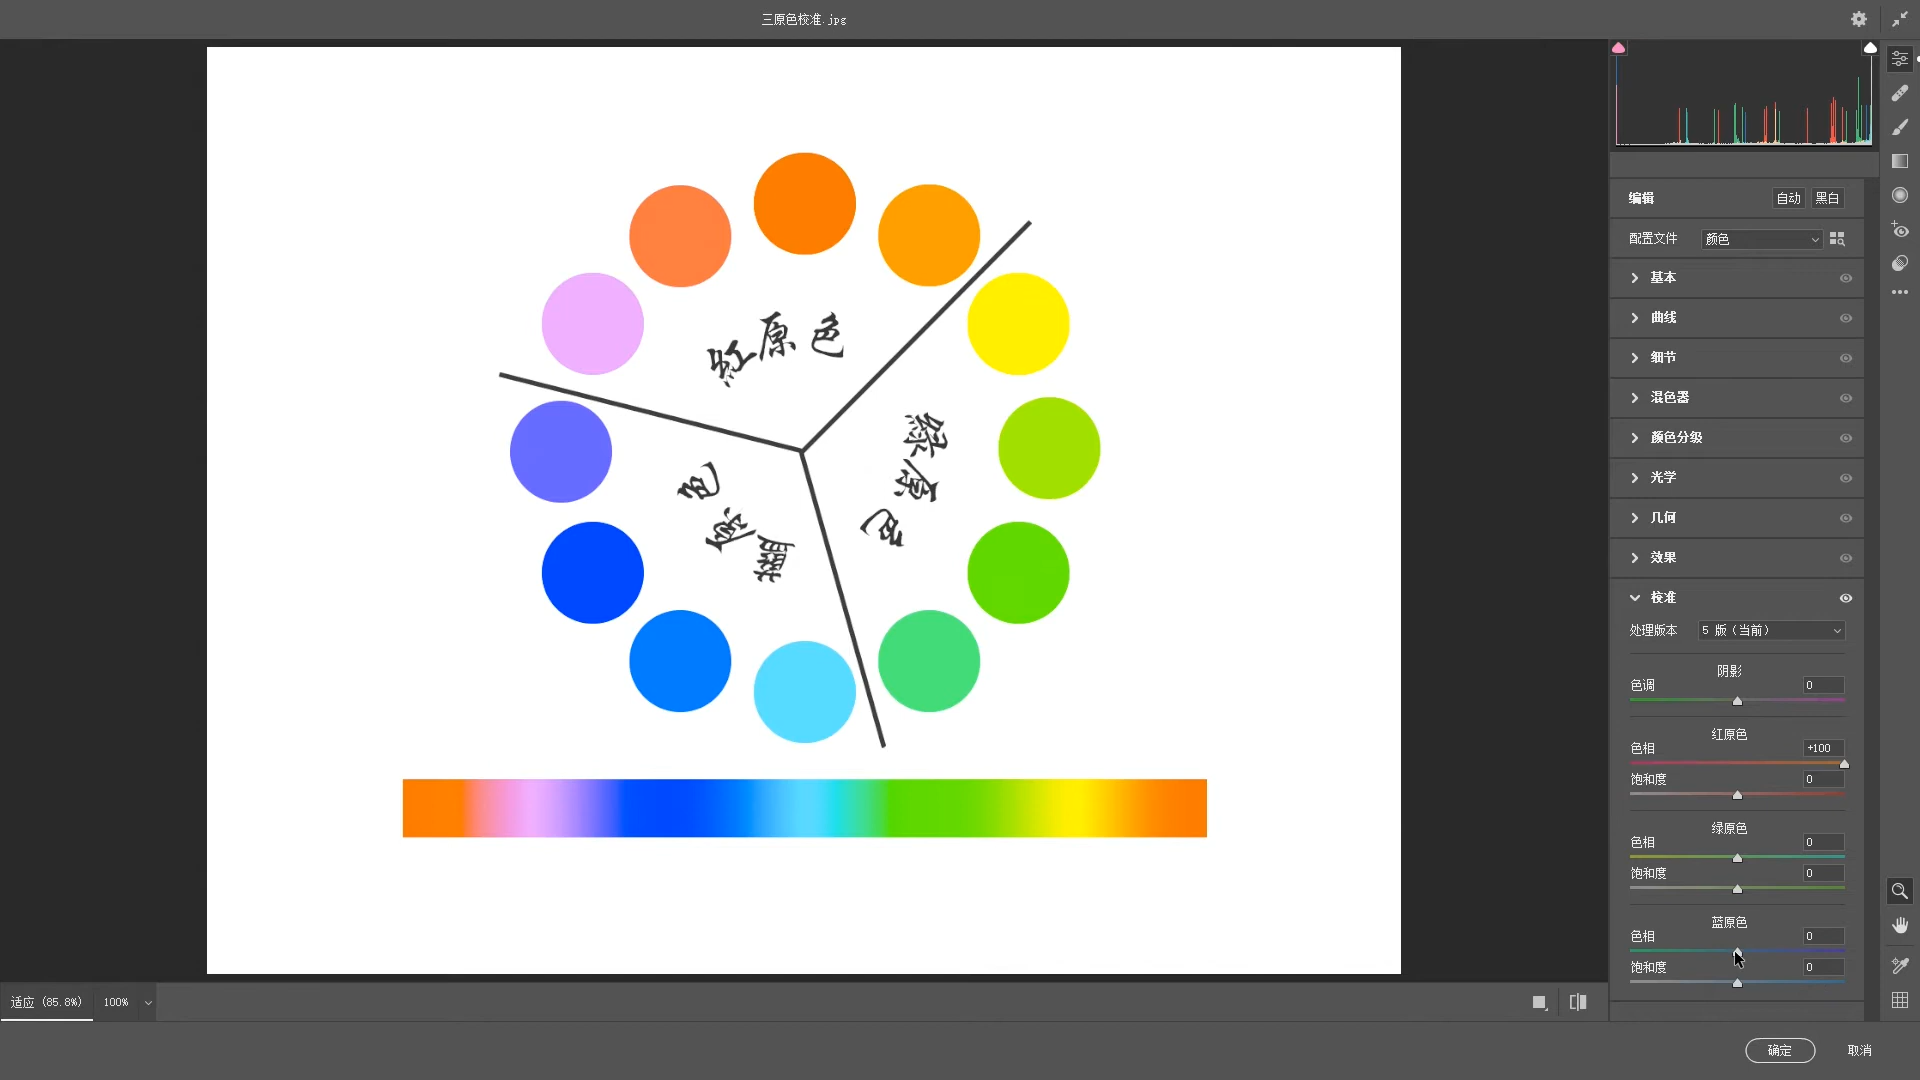 三原色校准.jpg
编辑
自动
黑白
配置文件
颜色
基本
曲线
细节
混色器
颜色分级
光学
几何
效果
校准
处理版本
5 版（当前）
阴影
色调
0
红原色
色相
+100
饱和度
0
绿原色
色相
0
饱和度
0
蓝原色
色相
0
饱和度
0
紅原色
綠原色
藍原色
适应 (85.8%)
100%
确定
取消